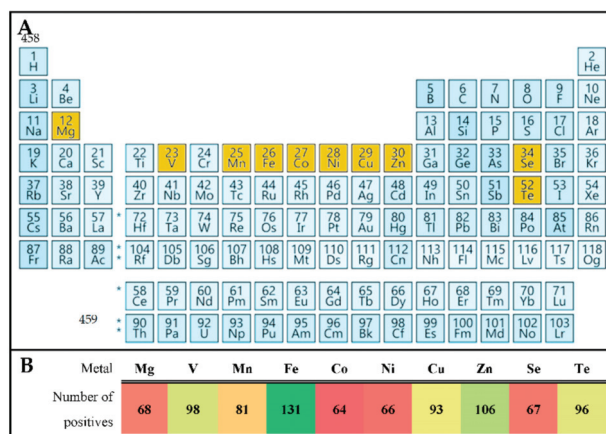 A
458
1 2
H He
3 4 5 6 7 8 9 10
Li Be B C N O F Ne
11 12 13 14 15 16 17 18
Na Mg Al Si P S Cl Ar
19 20 21 22 23 24 25 26 27 28 29 30 31 32 33 34 35 36
K Ca Sc Ti V Cr Mn Fe Co Ni Cu Zn Ga Ge As Se Br Kr
37 38 39 40 41 42 43 44 45 46 47 48 49 50 51 52 53 54
Rb Sr Y Zr Nb Mo Tc Ru Rh Pd Ag Cd In Sn Sb Te I Xe
55 56 57 * 72 73 74 75 76 77 78 79 80 81 82 83 84 85 86
Cs Ba La Hf Ta W Re Os Ir Pt Au Hg Tl Pb Bi Po At Rn
87 88 89 ** 104 105 106 107 108 109 110 111 112 113 114 115 116 117 118
Fr Ra Ac Rf Db Sg Bh Hs Mt Ds Rg Cn Nh Fl Mc Lv Ts Og
* 58 59 60 61 62 63 64 65 66 67 68 69 70 71
Ce Pr Nd Pm Sm Eu Gd Tb Dy Ho Er Tm Yb Lu
459
** 90 91 92 93 94 95 96 97 98 99 100 101 102 103
Th Pa U Np Pu Am Cm Bk Cf Es Fm Md No Lr
B
Metal Mg V Mn Fe Co Ni Cu Zn Se Te
Number of
positives
68 98 81 131 64 66 93 106 67 96